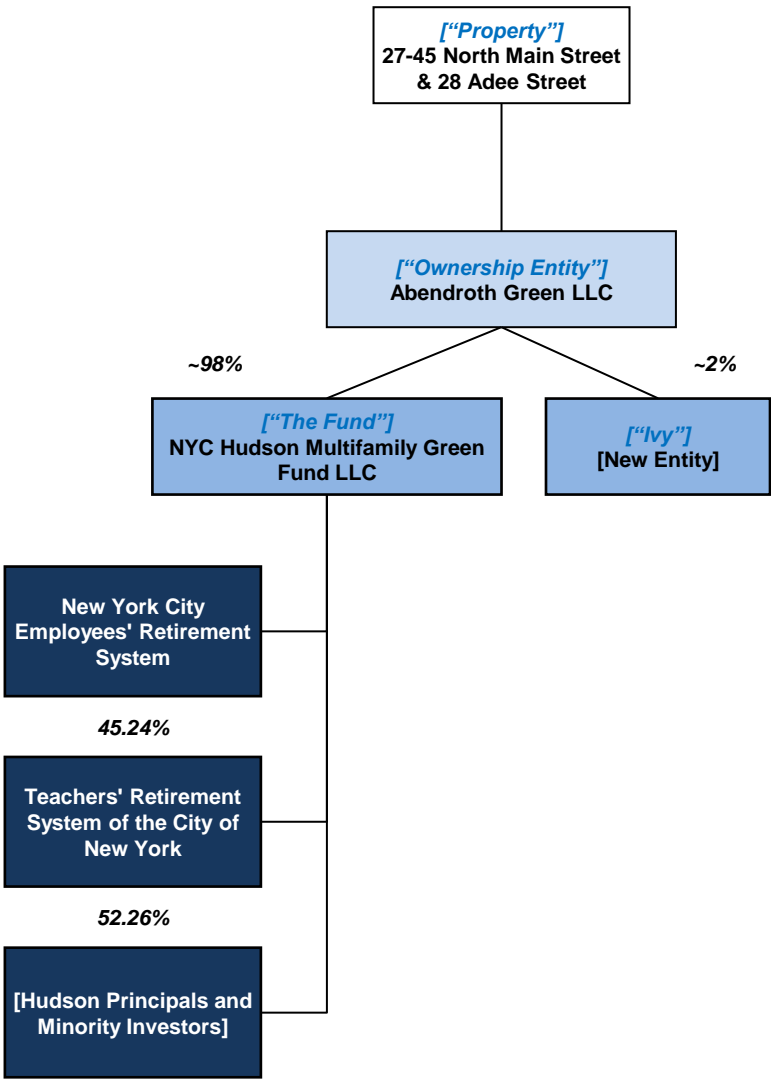 [“Property”]
27-45 North Main Street
& 28 Adee Street
[“Ownership Entity”]
Abendroth Green LLC
~98%
~2%
[“The Fund”]
NYC Hudson Multifamily Green
Fund LLC
[“Ivy”]
[New Entity]
New York City
Employees' Retirement
System
45.24%
Teachers' Retirement
System of the City of
New York
52.26%
[Hudson Principals and
Minority Investors]